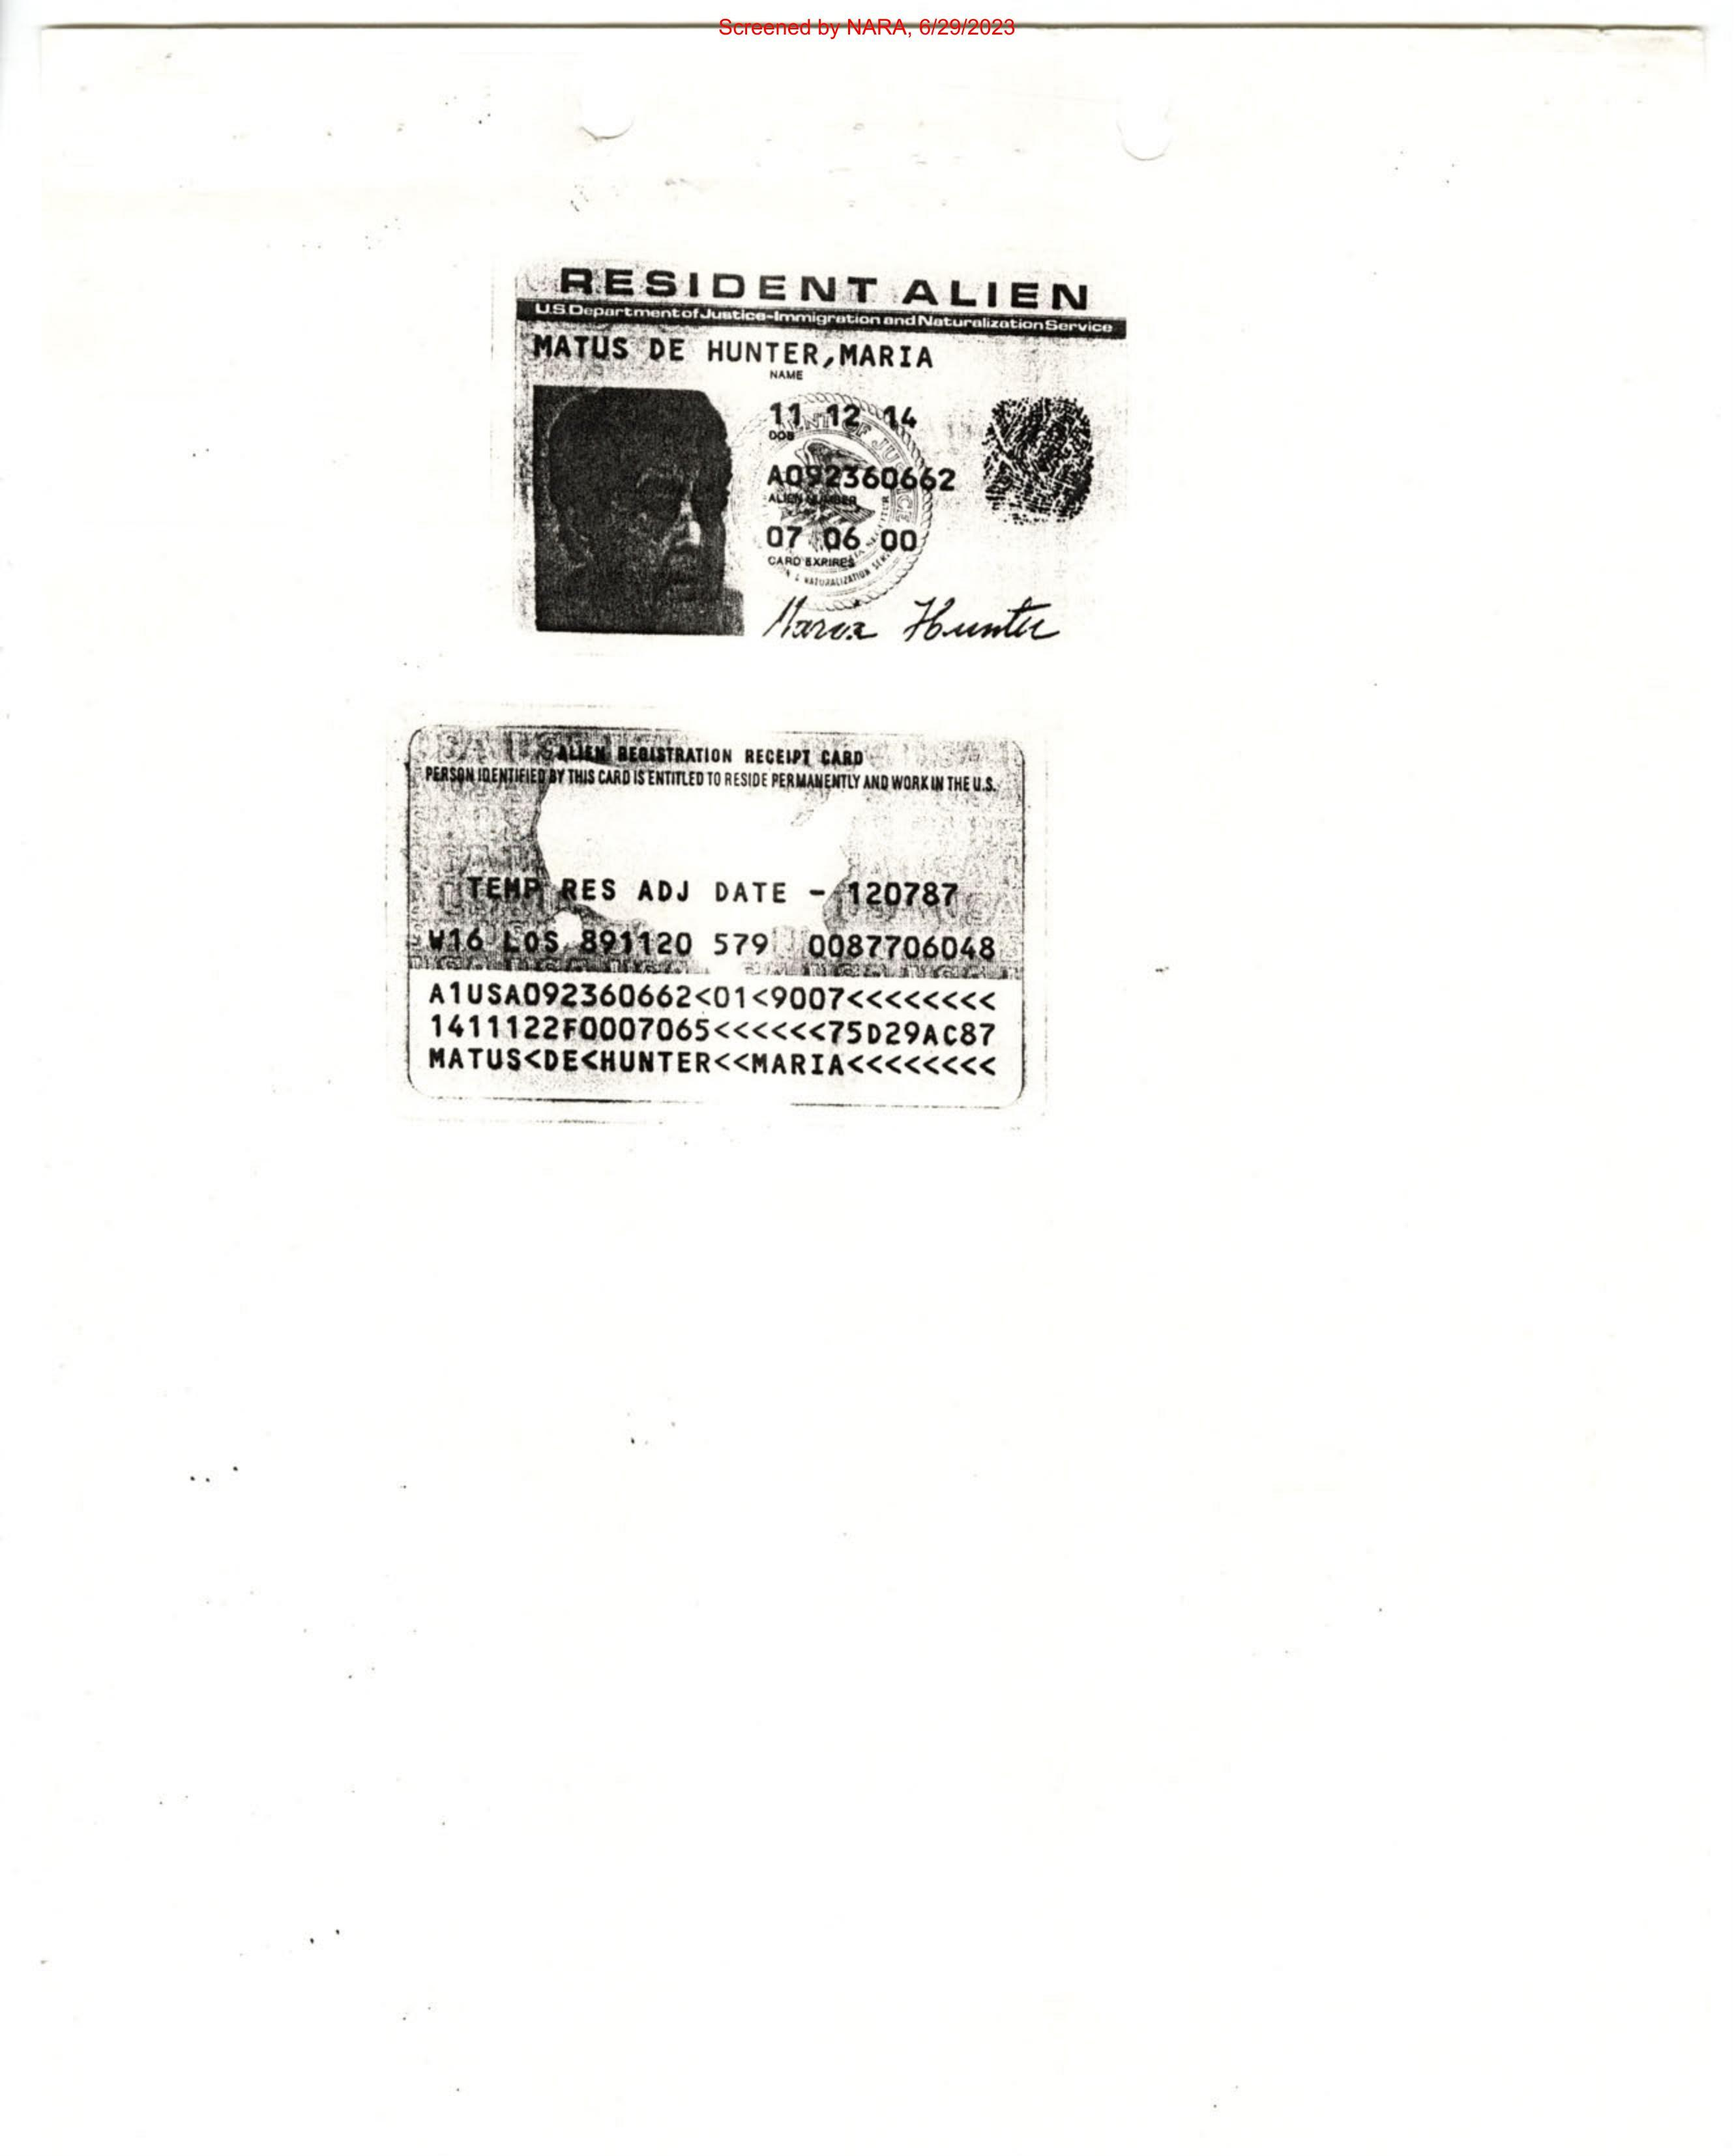 Screened by NARA, 6/29/2023
RESIDENT ALIEN
U.S. Department of Justice-Immigration and Naturalization Service
MATUS DE HUNTER,MARIA
NAME
11 12 14
DOB
A092360662
ALIEN NUMBER
07 06 00
CARD EXPIRES
Maria Hunter
ALIEN REGISTRATION RECEIPT CARD
PERSON IDENTIFIED BY THIS CARD IS ENTITLED TO RESIDE PERMANENTLY AND WORK IN THE U.S.
TEMP RES ADJ DATE - 120787
W16 LOS 891120 579 0087706048
A1USA092360662<01<9007<<<<<<<<
1411122F0007065<<<<<<75D29AC87
MATUS<DE<HUNTER<<MARIA<<<<<<<<